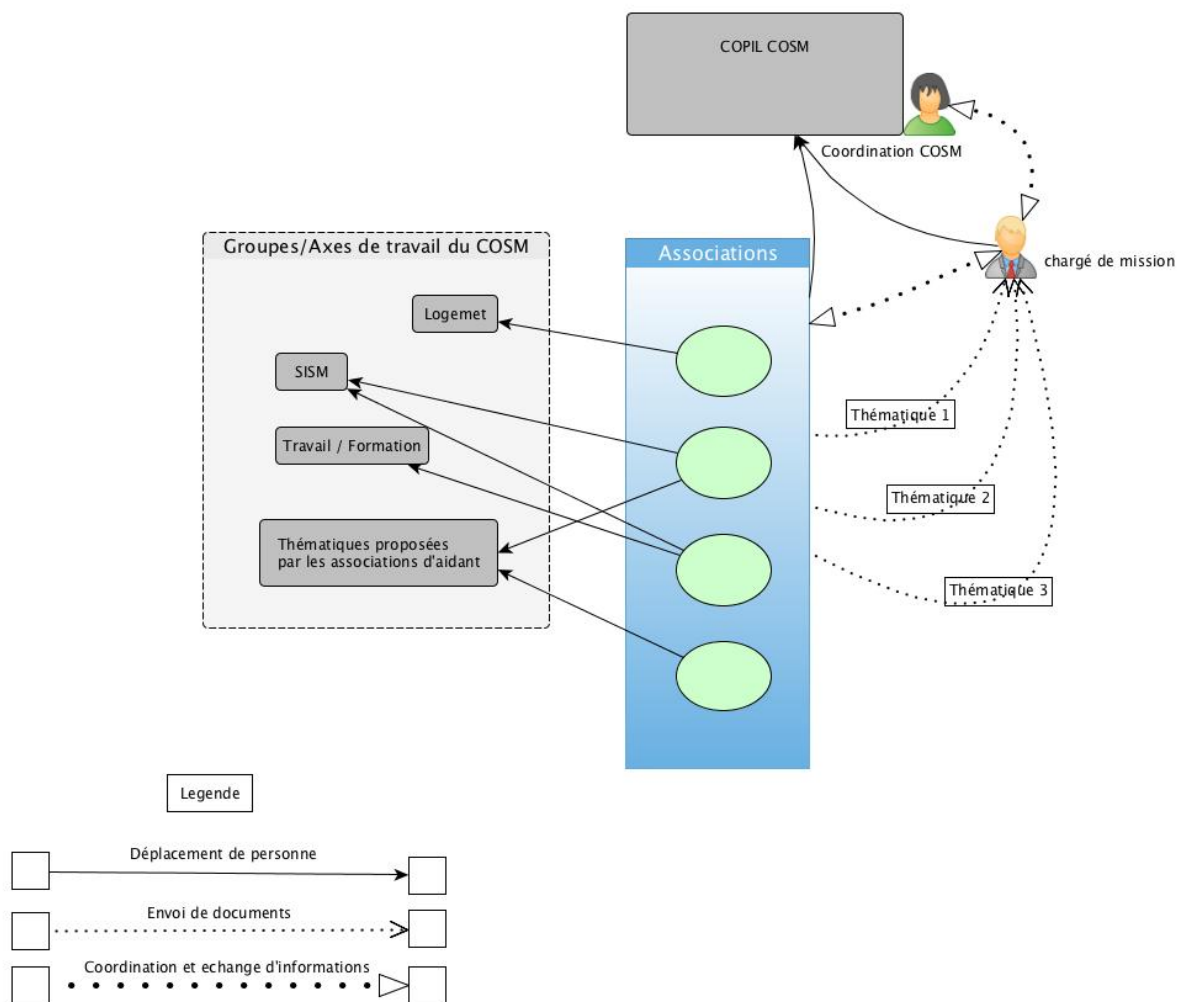 COPIL COSM
Coordination COSM
chargé de mission
Groupes/Axes de travail du COSM
Associations
Logemet
SISM
Travail / Formation
Thématiques proposées
par les associations d'aidant
Thématique 1
Thématique 2
Thématique 3
Legende
Déplacement de personne
Envoi de documents
Coordination et echange d'informations